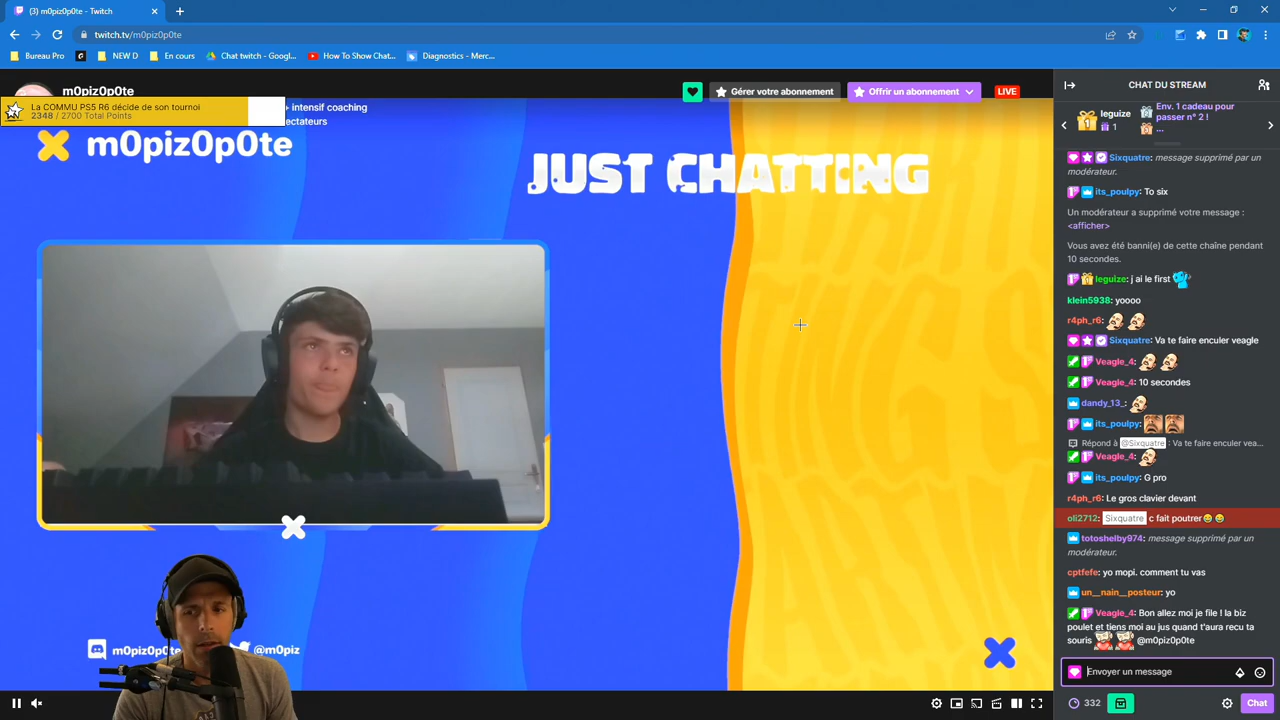 (3) m0piz0p0te - Twitch
twitch.tv/m0piz0p0te
Bureau Pro
NEW D
En cours
Chat twitch - Googl...
How To Show Chat...
Diagnostics - Merc...
m0piz0p0te
La COMMU PS5 R6 décide de son tournoi
2348 / 2700 Total Points
+ intensif coaching
ectateurs
Gérer votre abonnement
Offrir un abonnement
LIVE
m0piz0p0te
JUST CHATTING
@m0piz
CHAT DU STREAM
leguize
1
Env. 1 cadeau pour
passer n° 2 !
...
Sixquatre: message supprimé par un
modérateur.
its_poulpy: To six
Un modérateur a supprimé votre message :
<afficher>
Vous avez été banni(e) de cette chaîne pendant
10 secondes.
leguize: j ai le first
klein5938: yoooo
r4ph_r6:
Sixquatre: Va te faire enculer veagle
Veagle_4:
Veagle_4: 10 secondes
dandy_13_:
its_poulpy:
Répond à @Sixquatre : Va te faire enculer vea...
Veagle_4:
its_poulpy: G pro
r4ph_r6: Le gros clavier devant
oli2712: Sixquatre c fait poutrer
totoshelby974: message supprimé par un
modérateur.
cptfefe: yo mopi. comment tu vas
un__nain_posteur: yo
Veagle_4: Bon allez moi je file ! la biz
poulet et tiens moi au jus quand t'aura recu ta
souris @m0piz0p0te
Envoyer un message
332
Chat